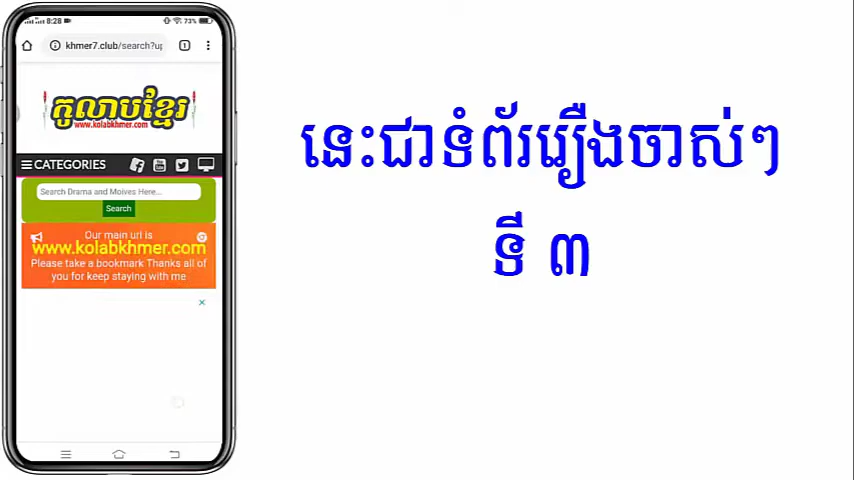 8:28
73%
khmer7.club/search?up
1
កូលាបខ្មែរ
www.kolabkhmer.com
CATEGORIES
Search Drama and Moives Here...
Search
Our main url is
www.kolabkhmer.com
Please take a bookmark Thanks all of
you for keep staying with me
នេះជាទំព័ររឿងចាស់ៗ
ទី ៣